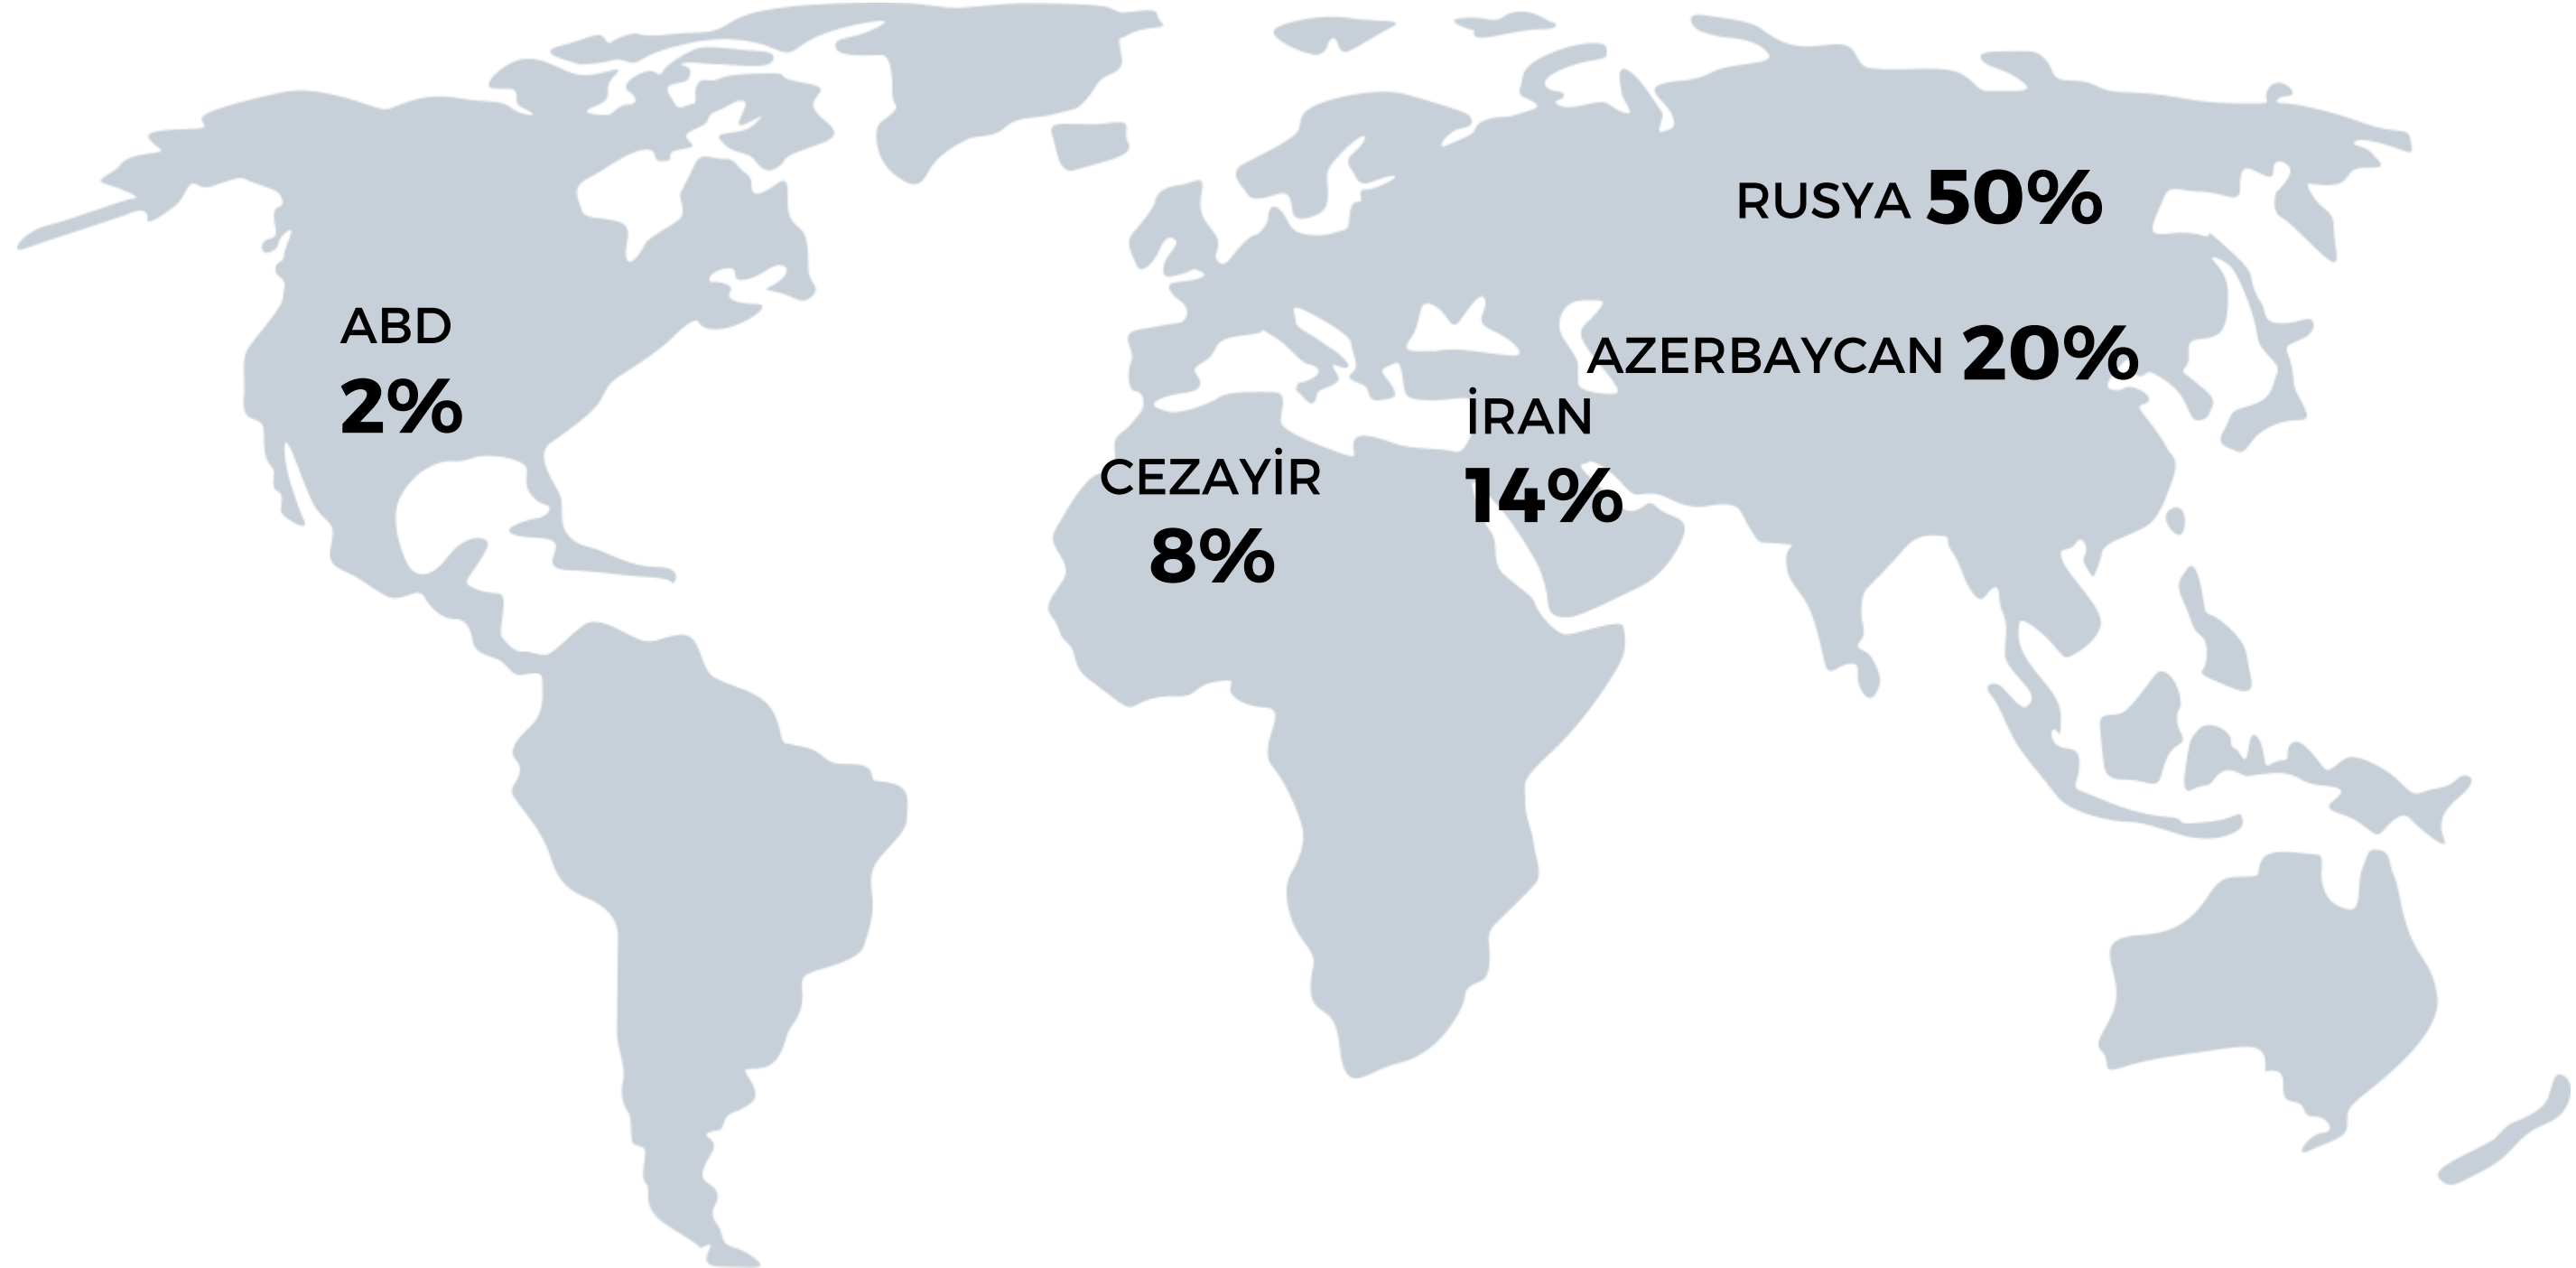 RUSYA 50%
ABD
2%
AZERBAYCAN 20%
İRAN
14%
CEZAYİR
8%